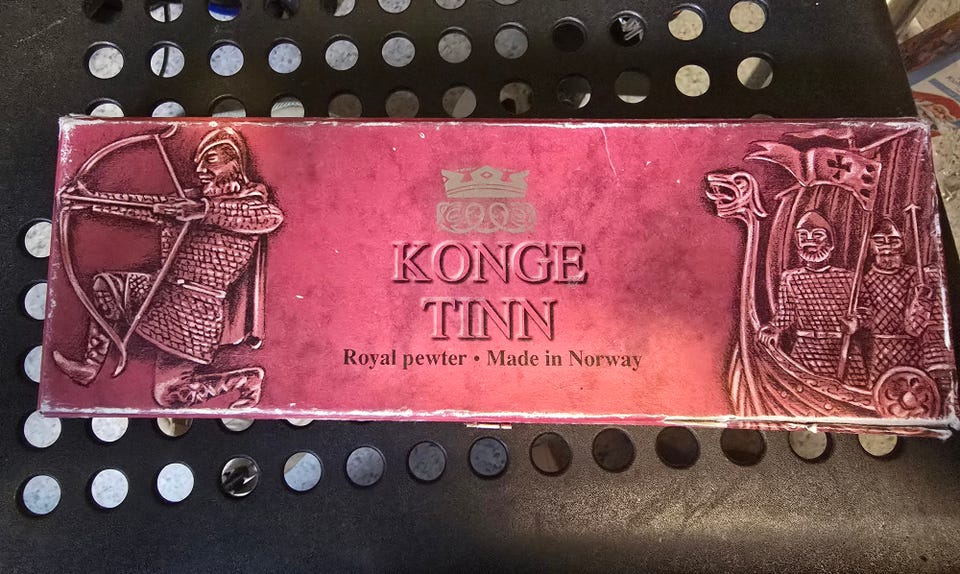 KONGE
TINN
Royal pewter • Made in Norway